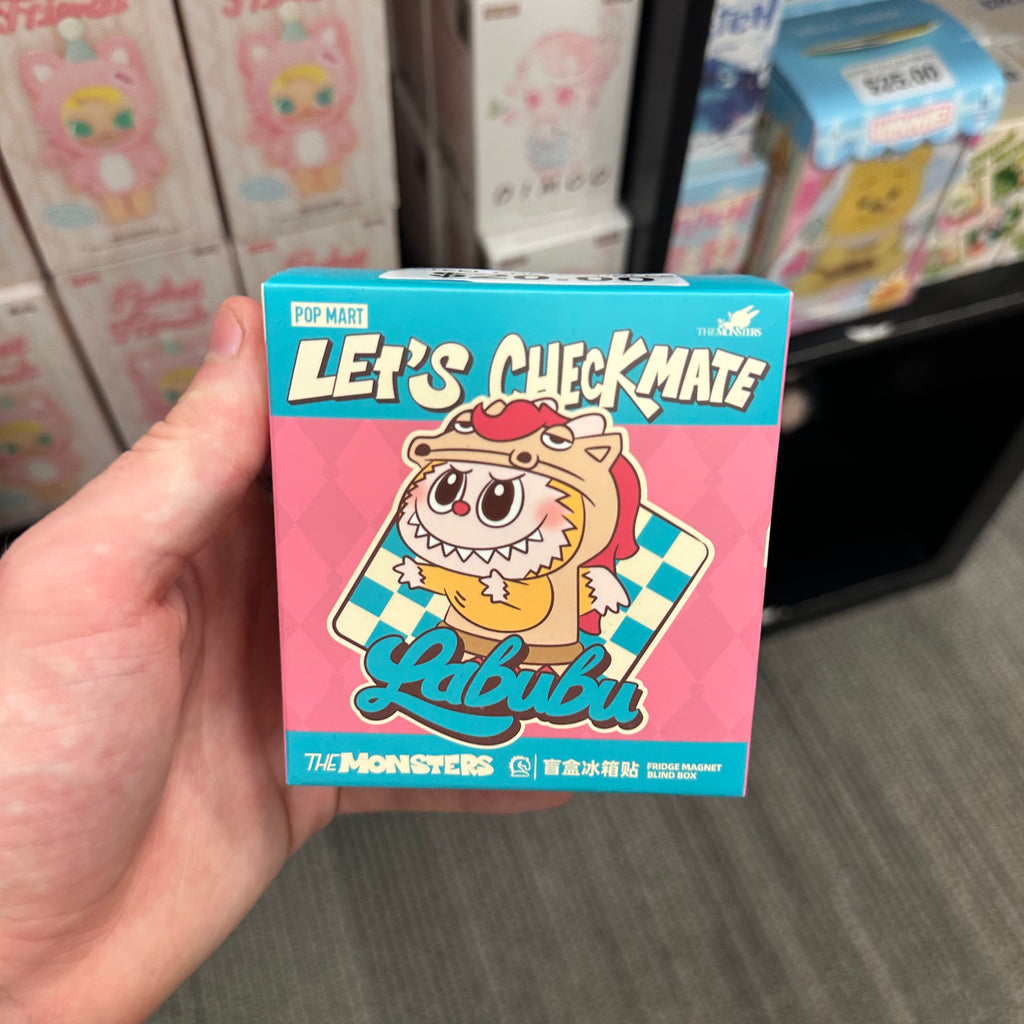 $25.00
DIMOO
POP MART
THE MONSTERS
LET'S CHECKMATE
Labubu
THE MONSTERS
盲盒冰箱贴
FRIDGE MAGNET
BLIND BOX